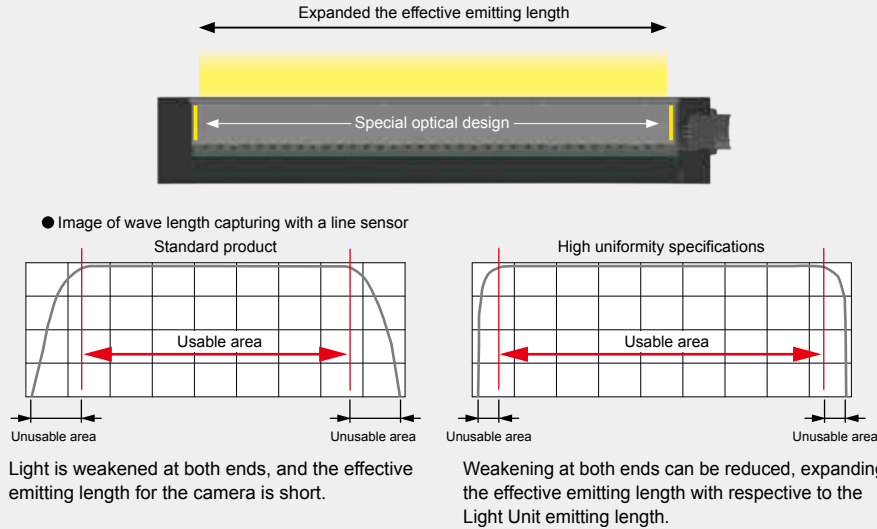 Expanded the effective emitting length
Special optical design
● Image of wave length capturing with a line sensor
Standard product
High uniformity specifications
Usable area
Usable area
Unusable area
Unusable area
Unusable area
Unusable area
Light is weakened at both ends, and the effective
emitting length for the camera is short.
Weakening at both ends can be reduced, expanding
the effective emitting length with respective to the
Light Unit emitting length.